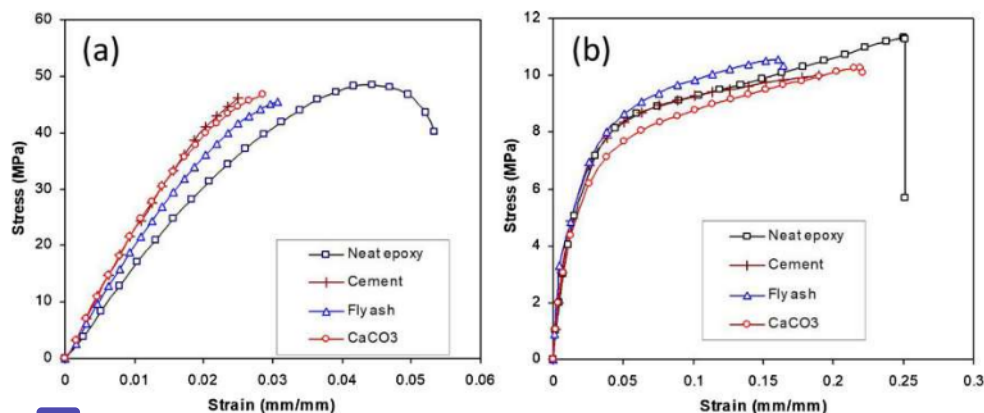 (a)
60
50
40
30
20
10
0
Stress (MPa)
0 0.01 0.02 0.03 0.04 0.05 0.06
Strain (mm/mm)
Neat epoxy
Cement
Fly ash
CaCO3
(b)
12
10
8
6
4
2
0
Stress (MPa)
0 0.05 0.1 0.15 0.2 0.25 0.3
Strain (mm/mm)
Neat epoxy
Cement
Fly ash
CaCO3